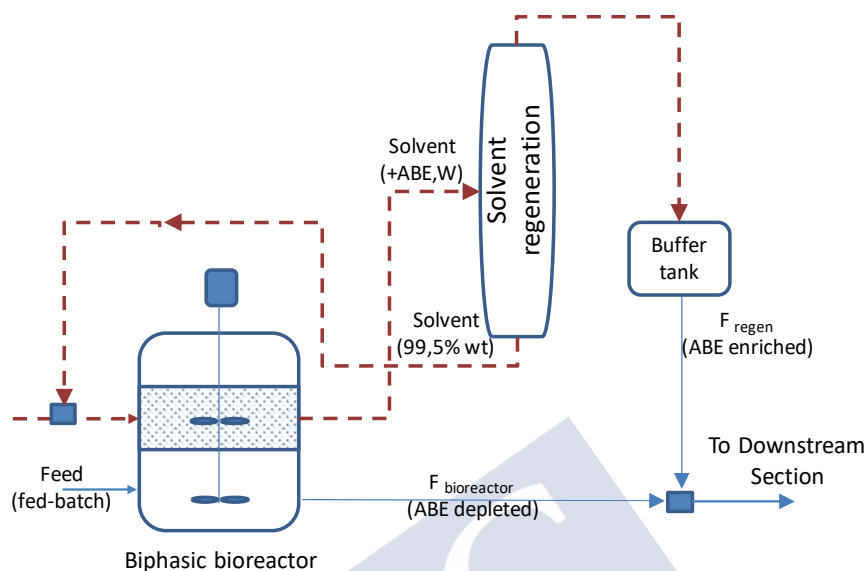 Solvent
regeneration
Solvent
(+ABE,W)
Buffer
tank
Solvent
(99,5% wt)
F regen
(ABE enriched)
To Downstream
Section
Feed
(fed-batch)
F bioreactor
(ABE depleted)
Biphasic bioreactor